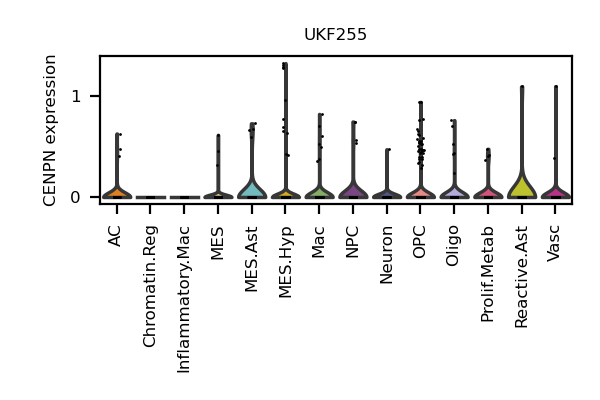 UKF255
CENPN expression
1
0
AC
Chromatin.Reg
Inflammatory.Mac
MES
MES.Ast
MES.Hyp
Mac
NPC
Neuron
OPC
Oligo
Prolif.Metab
Reactive.Ast
Vasc